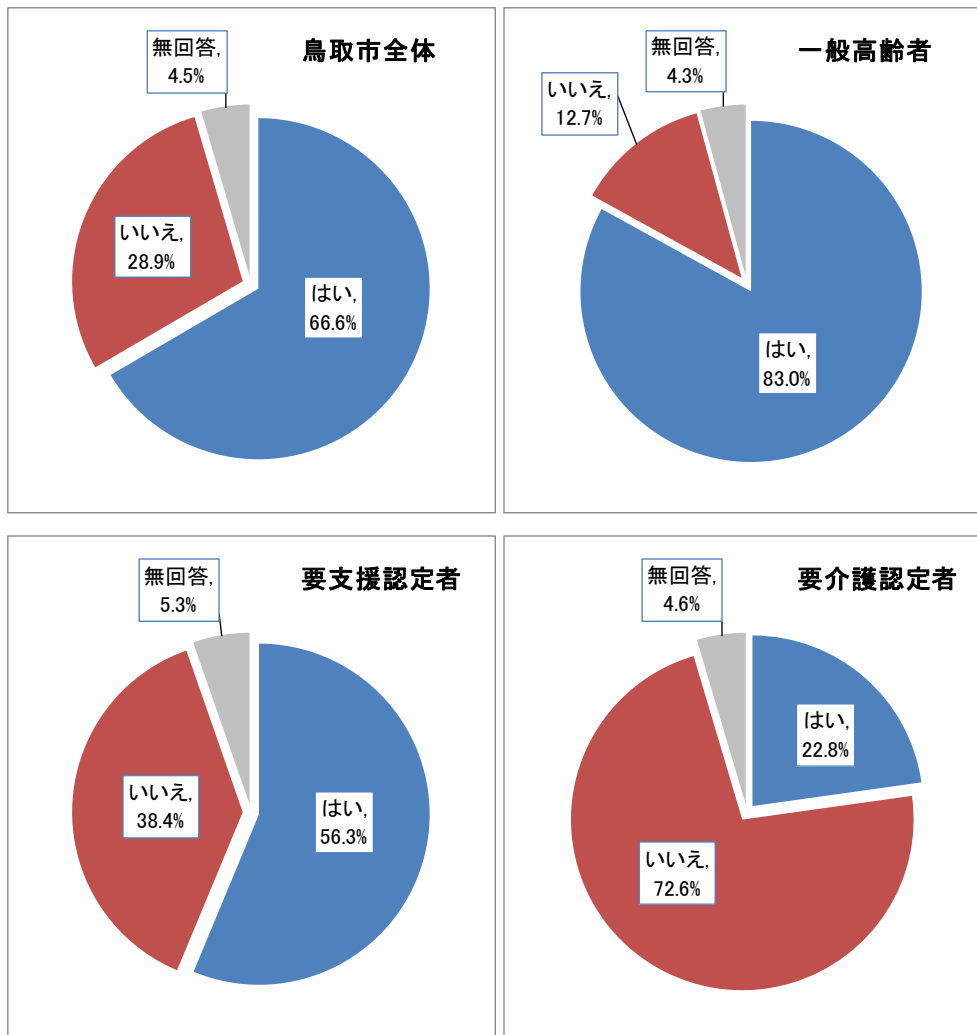 鳥取市全体
無回答,
4.5%
いいえ,
28.9%
はい,
66.6%
一般高齢者
無回答,
4.3%
いいえ,
12.7%
はい,
83.0%
要支援認定者
無回答,
5.3%
いいえ,
38.4%
はい,
56.3%
要介護認定者
無回答,
4.6%
はい,
22.8%
いいえ,
72.6%